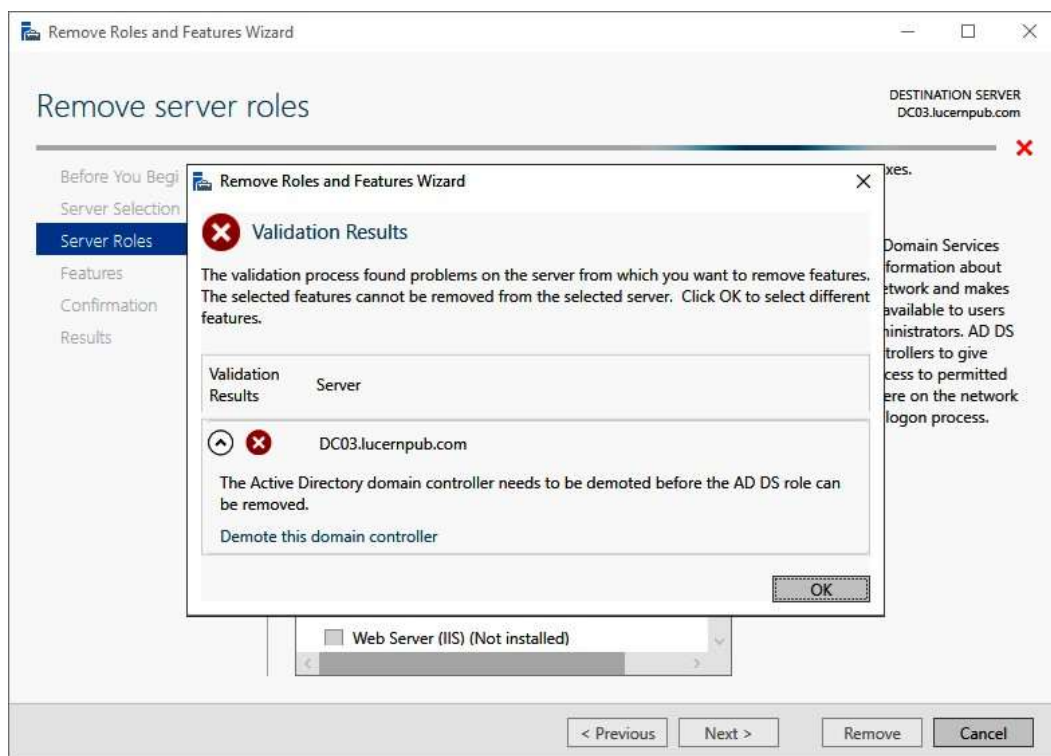 Remove Roles and Features Wizard
Remove server roles
DESTINATION SERVER
DC03.lucernpub.com
Before You Begi
Server Selection
Server Roles
Features
Confirmation
Results
Remove Roles and Features Wizard
Validation Results
The validation process found problems on the server from which you want to remove features.
The selected features cannot be removed from the selected server. Click OK to select different
features.
Validation
Results
Server
DC03.lucernpub.com
The Active Directory domain controller needs to be demoted before the AD DS role can
be removed.
Demote this domain controller
OK
xes.
Domain Services
formation about
etwork and makes
available to users
ministrators. AD DS
trollers to give
cess to permitted
ere on the network
logon process.
Web Server (IIS) (Not installed)
< Previous
Next >
Remove
Cancel